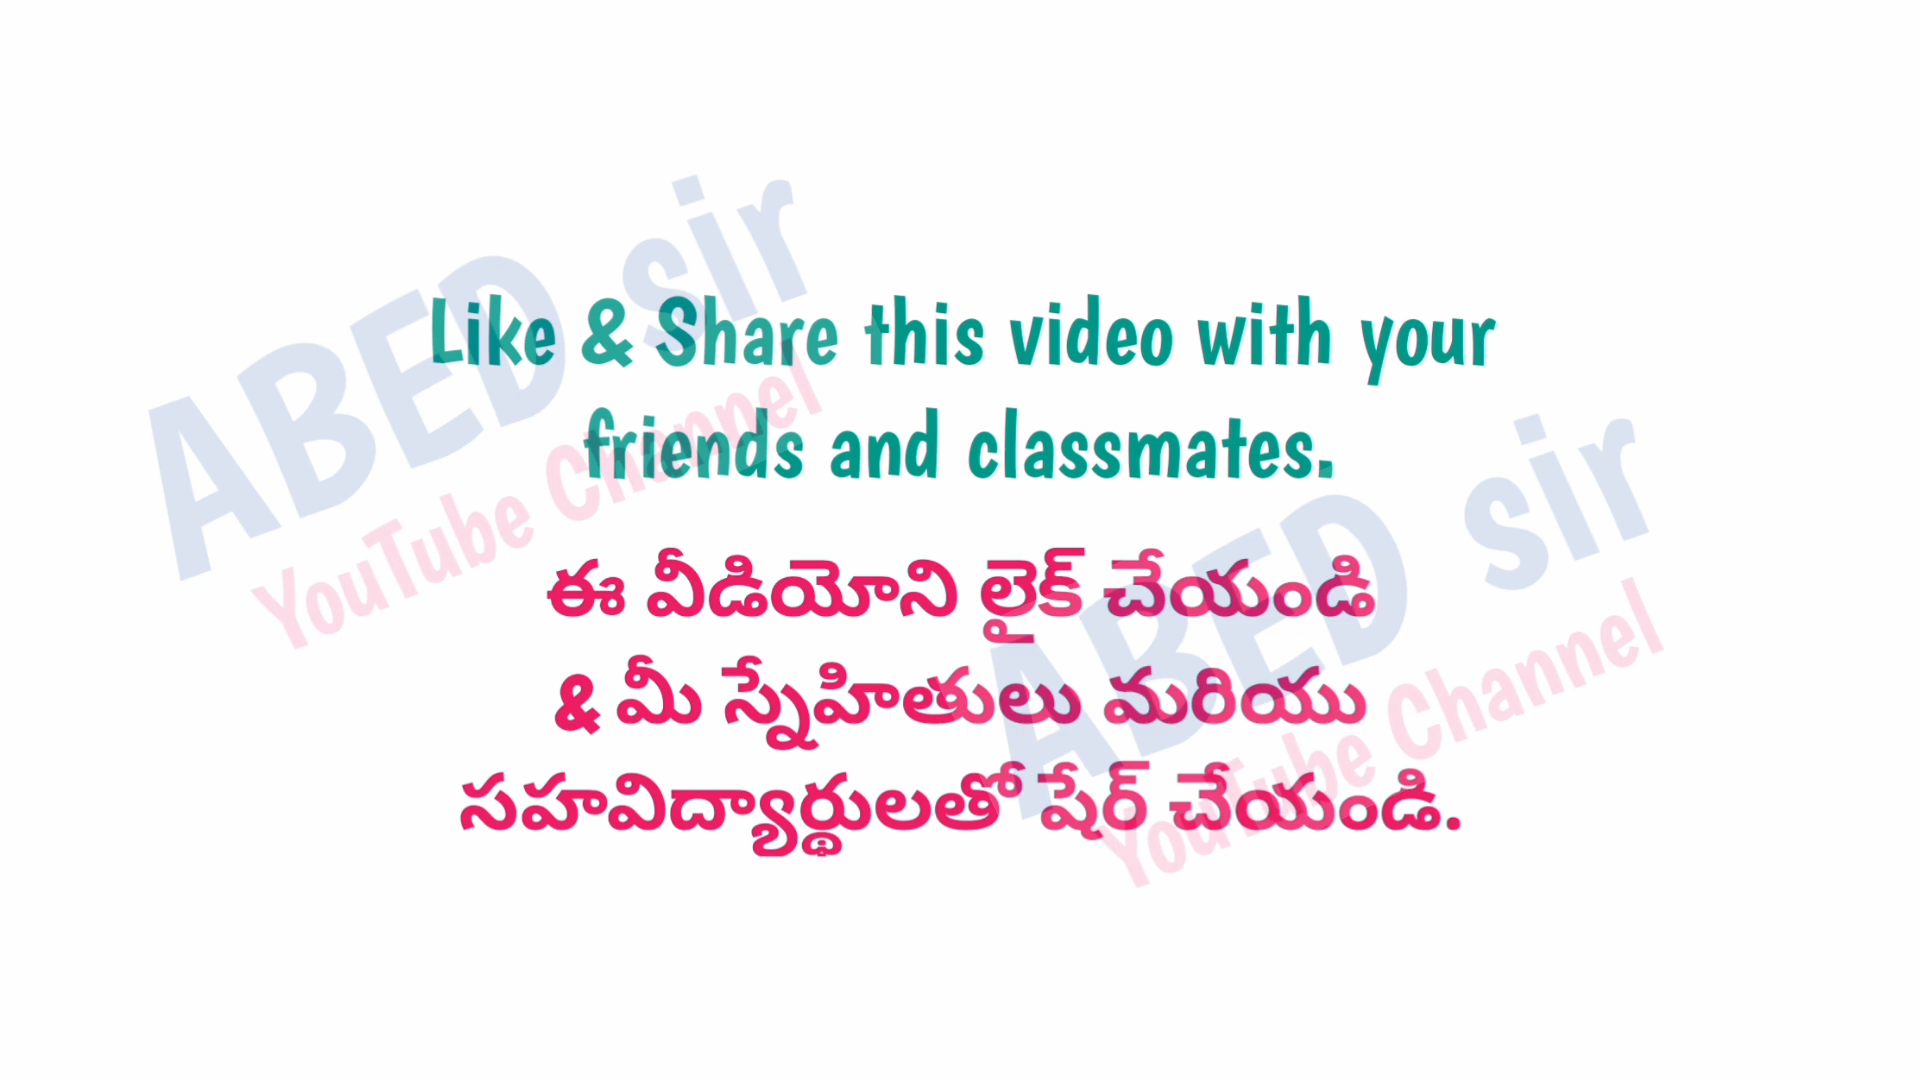 ABED sir
YouTube Channel
Like & Share this video with your
friends and classmates.
ఈ వీడియోని లైక్ చేయండి
& మీ స్నేహితులు మరియు
సహవిద్యార్థులతో షేర్ చేయండి.
ABED sir
YouTube Channel